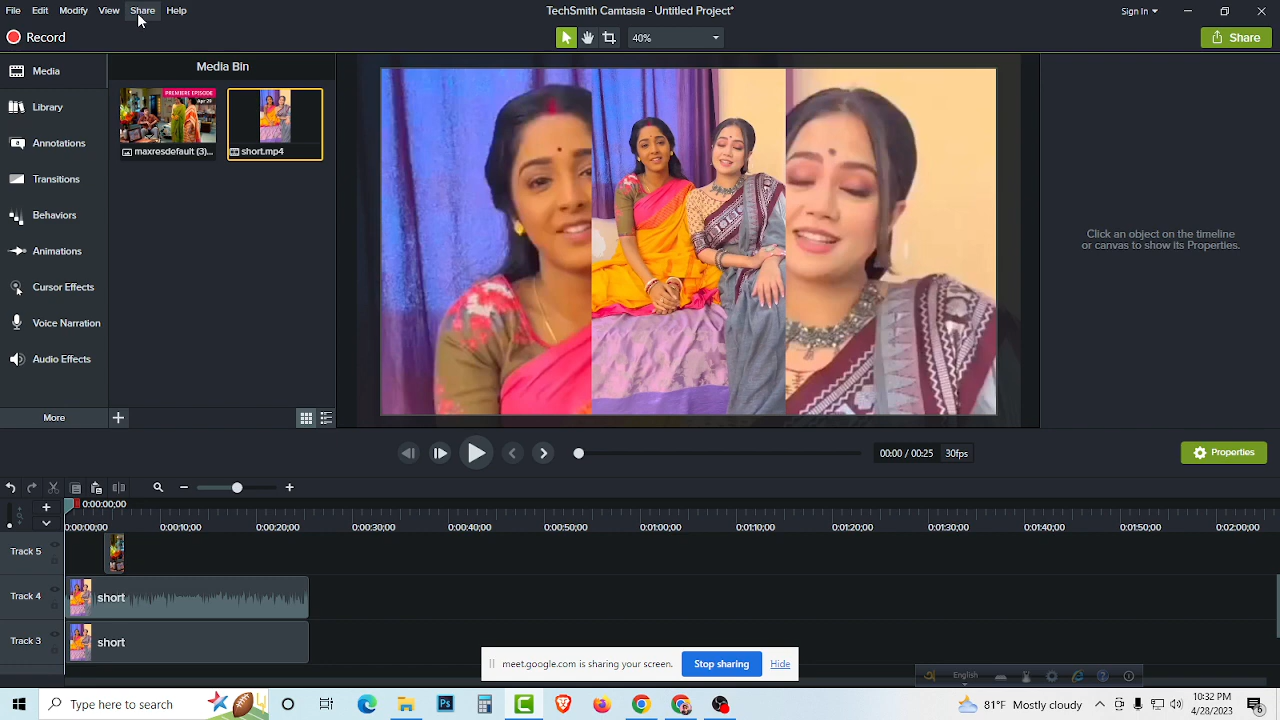 File Edit Modify View Share Help
TechSmith Camtasia - Untitled Project*
Sign In
Record
40%
Share
Media
Library
Annotations
Transitions
Behaviors
Animations
Cursor Effects
Voice Narration
Audio Effects
More
Media Bin
PREMIERE EPISODE
Apr 29
maxresdefault (3)...
short.mp4
Click an object on the timeline
or canvas to show its Properties.
00:00 / 00:25 30fps
Properties
0:00:00;00
0:00:00;00 0:00:10;00 0:00:20;00 0:00:30;00 0:00:40;00 0:00:50;00 0:01:00;00 0:01:10;00 0:01:20;00 0:01:30;00 0:01:40;00 0:01:50;00 0:02:00;00
Track 5
Track 4
short
Track 3
short
meet.google.com is sharing your screen. Stop sharing Hide
English
Type here to search
88°F Mostly cloudy
10:32 PM
4/28/2023
6